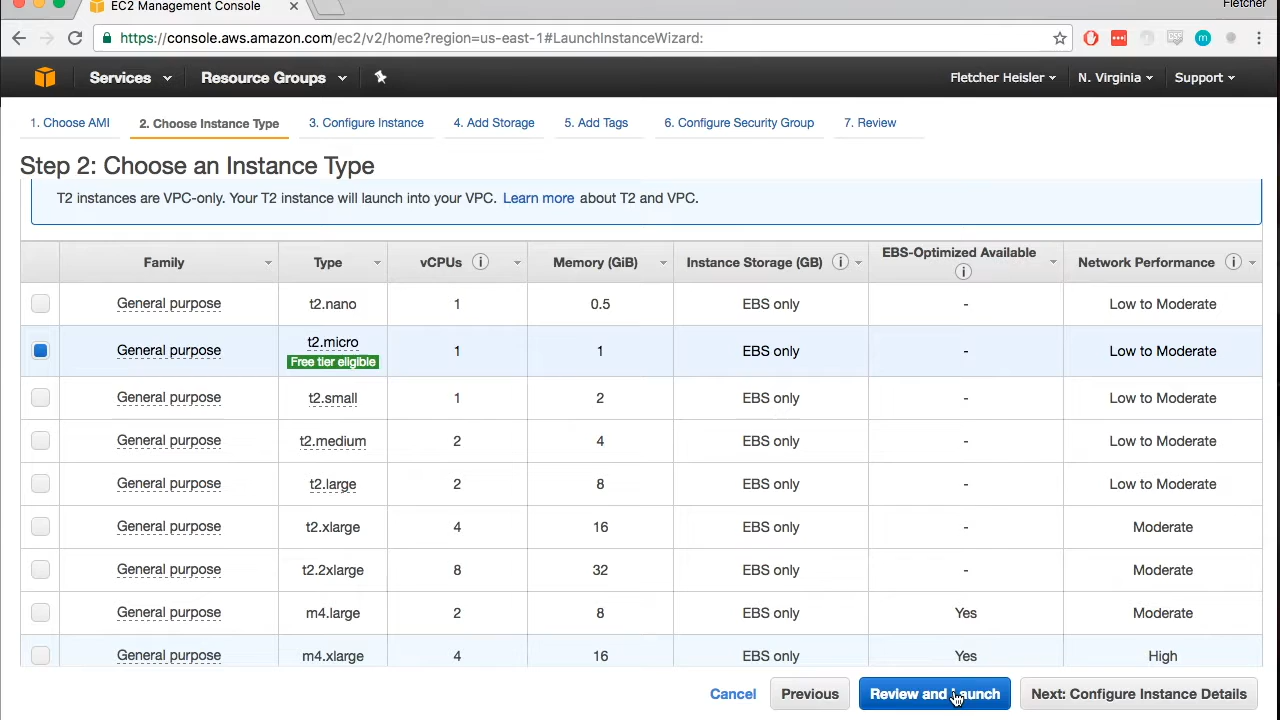 EC2 Management Console
Fletcher
https://console.aws.amazon.com/ec2/v2/home?region=us-east-1#LaunchInstanceWizard:
Services Resource Groups Fletcher Heisler N. Virginia Support
1. Choose AMI 2. Choose Instance Type 3. Configure Instance 4. Add Storage 5. Add Tags 6. Configure Security Group 7. Review
Step 2: Choose an Instance Type
T2 instances are VPC-only. Your T2 instance will launch into your VPC. Learn more about T2 and VPC.
Family Type vCPUs Memory (GiB) Instance Storage (GB) EBS-Optimized Available Network Performance
General purpose t2.nano 1 0.5 EBS only - Low to Moderate
General purpose t2.micro 1 1 EBS only - Low to Moderate
Free tier eligible
General purpose t2.small 1 2 EBS only - Low to Moderate
General purpose t2.medium 2 4 EBS only - Low to Moderate
General purpose t2.large 2 8 EBS only - Low to Moderate
General purpose t2.xlarge 4 16 EBS only - Moderate
General purpose t2.2xlarge 8 32 EBS only - Moderate
General purpose m4.large 2 8 EBS only Yes Moderate
General purpose m4.xlarge 4 16 EBS only Yes High
Cancel Previous Review and Launch Next: Configure Instance Details